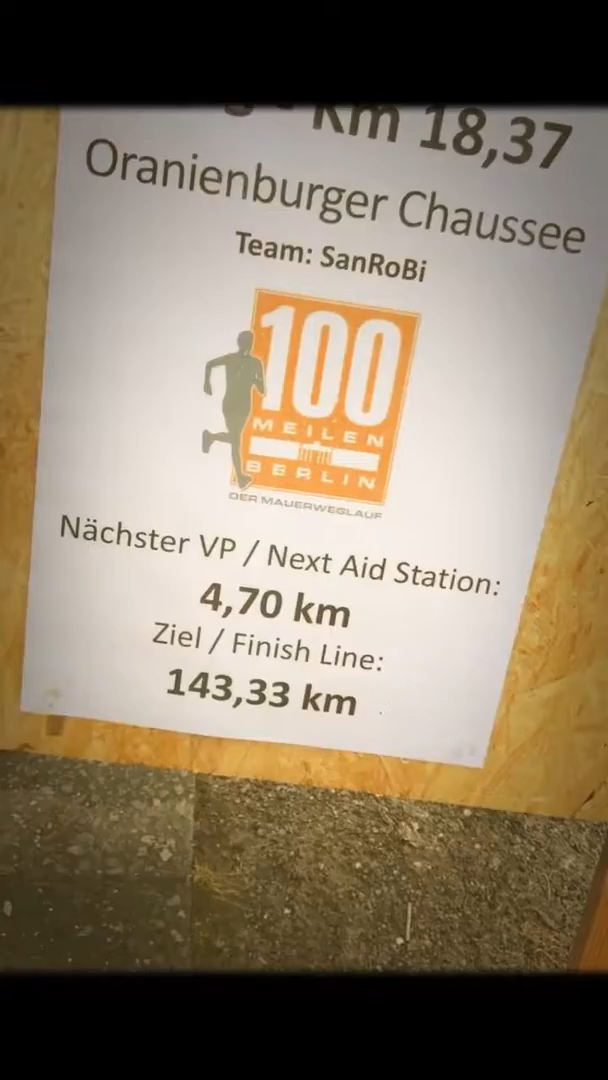 km 18,37
Oranienburger Chaussee
Team: SanRoBi
100
MEILEN
BERLIN
DER MAUERWEGLAUF
Nächster VP / Next Aid Station:
4,70 km
Ziel / Finish Line:
143,33 km